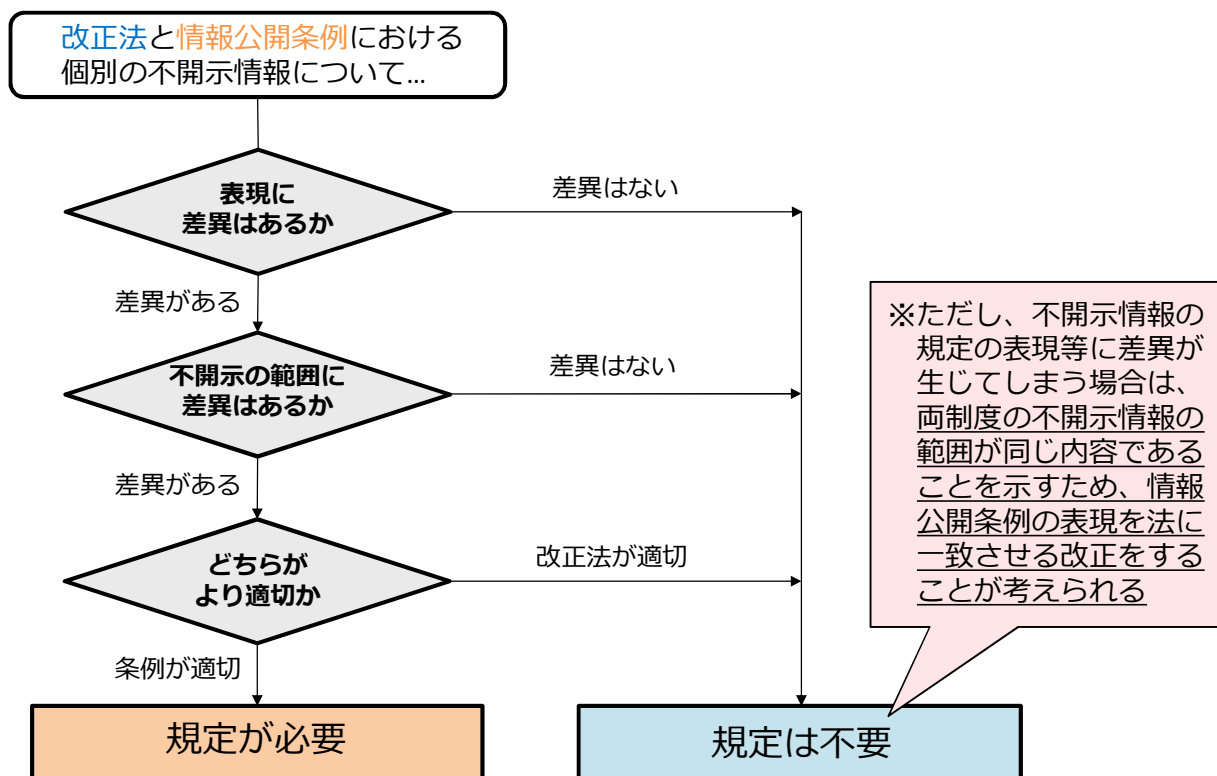 改正法と情報公開条例における
個別の不開示情報について...
表現に
差異はあるか
差異はない
差異がある
不開示の範囲に
差異はあるか
差異はない
差異がある
どちらが
より適切か
改正法が適切
条例が適切
規定が必要
規定は不要
※ただし、不開示情報の
規定の表現等に差異が
生じてしまう場合は、
両制度の不開示情報の
範囲が同じ内容である
ことを示すため、情報
公開条例の表現を法に
一致させる改正をする
ことが考えられる